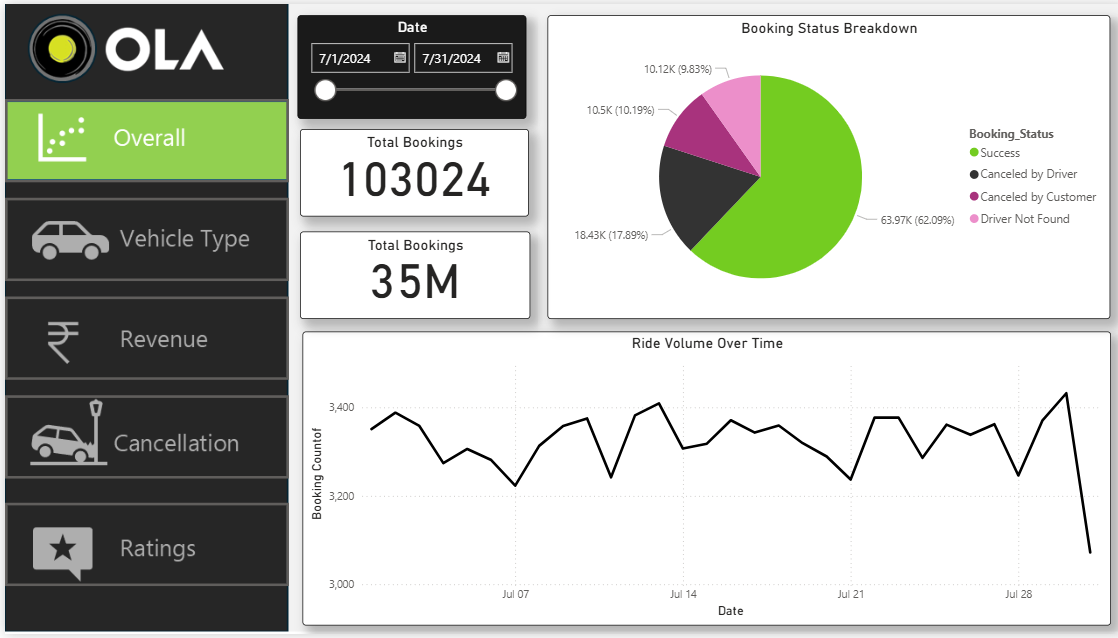 OLA
Overall
Vehicle Type
₹
Revenue
Cancellation
Ratings
Date
7/1/2024
7/31/2024
Total Bookings
103024
Total Bookings
35M
Booking Status Breakdown
10.12K (9.83%)
10.5K (10.19%)
18.43K (17.89%)
63.97K (62.09%)
Booking_Status
Success
Canceled by Driver
Canceled by Customer
Driver Not Found
Ride Volume Over Time
Booking Countof
3,400
3,200
3,000
Jul 07
Jul 14
Jul 21
Jul 28
Date